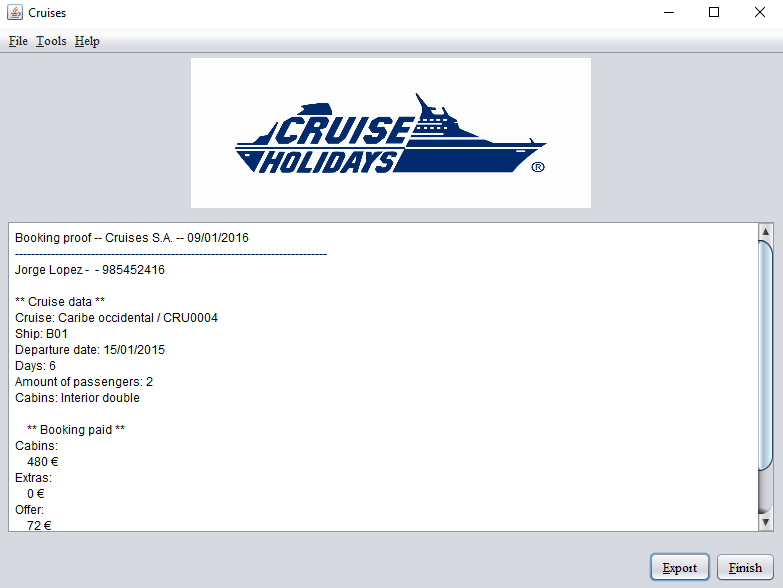 Cruises
File Tools Help
CRUISE
HOLIDAYS
®
Booking proof -- Cruises S.A. -- 09/01/2016
------------------------------------------------------------------------------
Jorge Lopez -  - 985452416
** Cruise data **
Cruise: Caribe occidental / CRU0004
Ship: B01
Departure date: 15/01/2015
Days: 6
Amount of passengers: 2
Cabins: Interior double
** Booking paid **
Cabins:
480 €
Extras:
0 €
Offer:
72 €
Export Finish